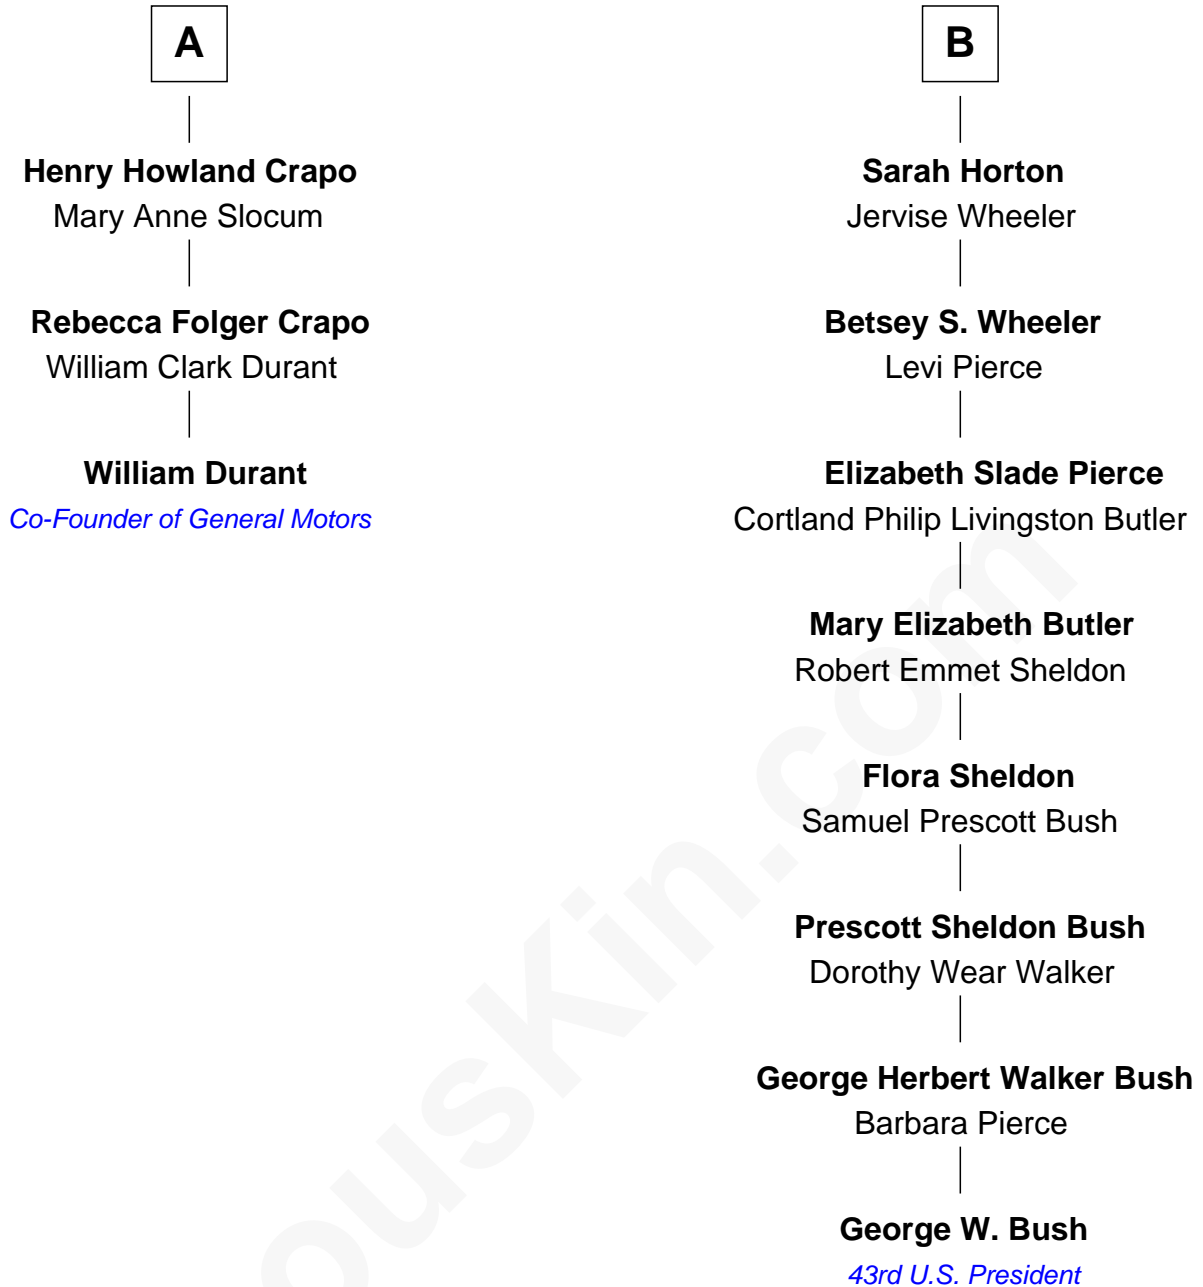 A
Henry Howland Crapo
Mary Anne Slocum
Rebecca Folger Crapo
William Clark Durant
William Durant
Co-Founder of General Motors
B
Sarah Horton
Jervise Wheeler
Betsey S. Wheeler
Levi Pierce
Elizabeth Slade Pierce
Cortland Philip Livingston Butler
Mary Elizabeth Butler
Robert Emmet Sheldon
Flora Sheldon
Samuel Prescott Bush
Prescott Sheldon Bush
Dorothy Wear Walker
George Herbert Walker Bush
Barbara Pierce
George W. Bush
43rd U.S. President
ousKin.com